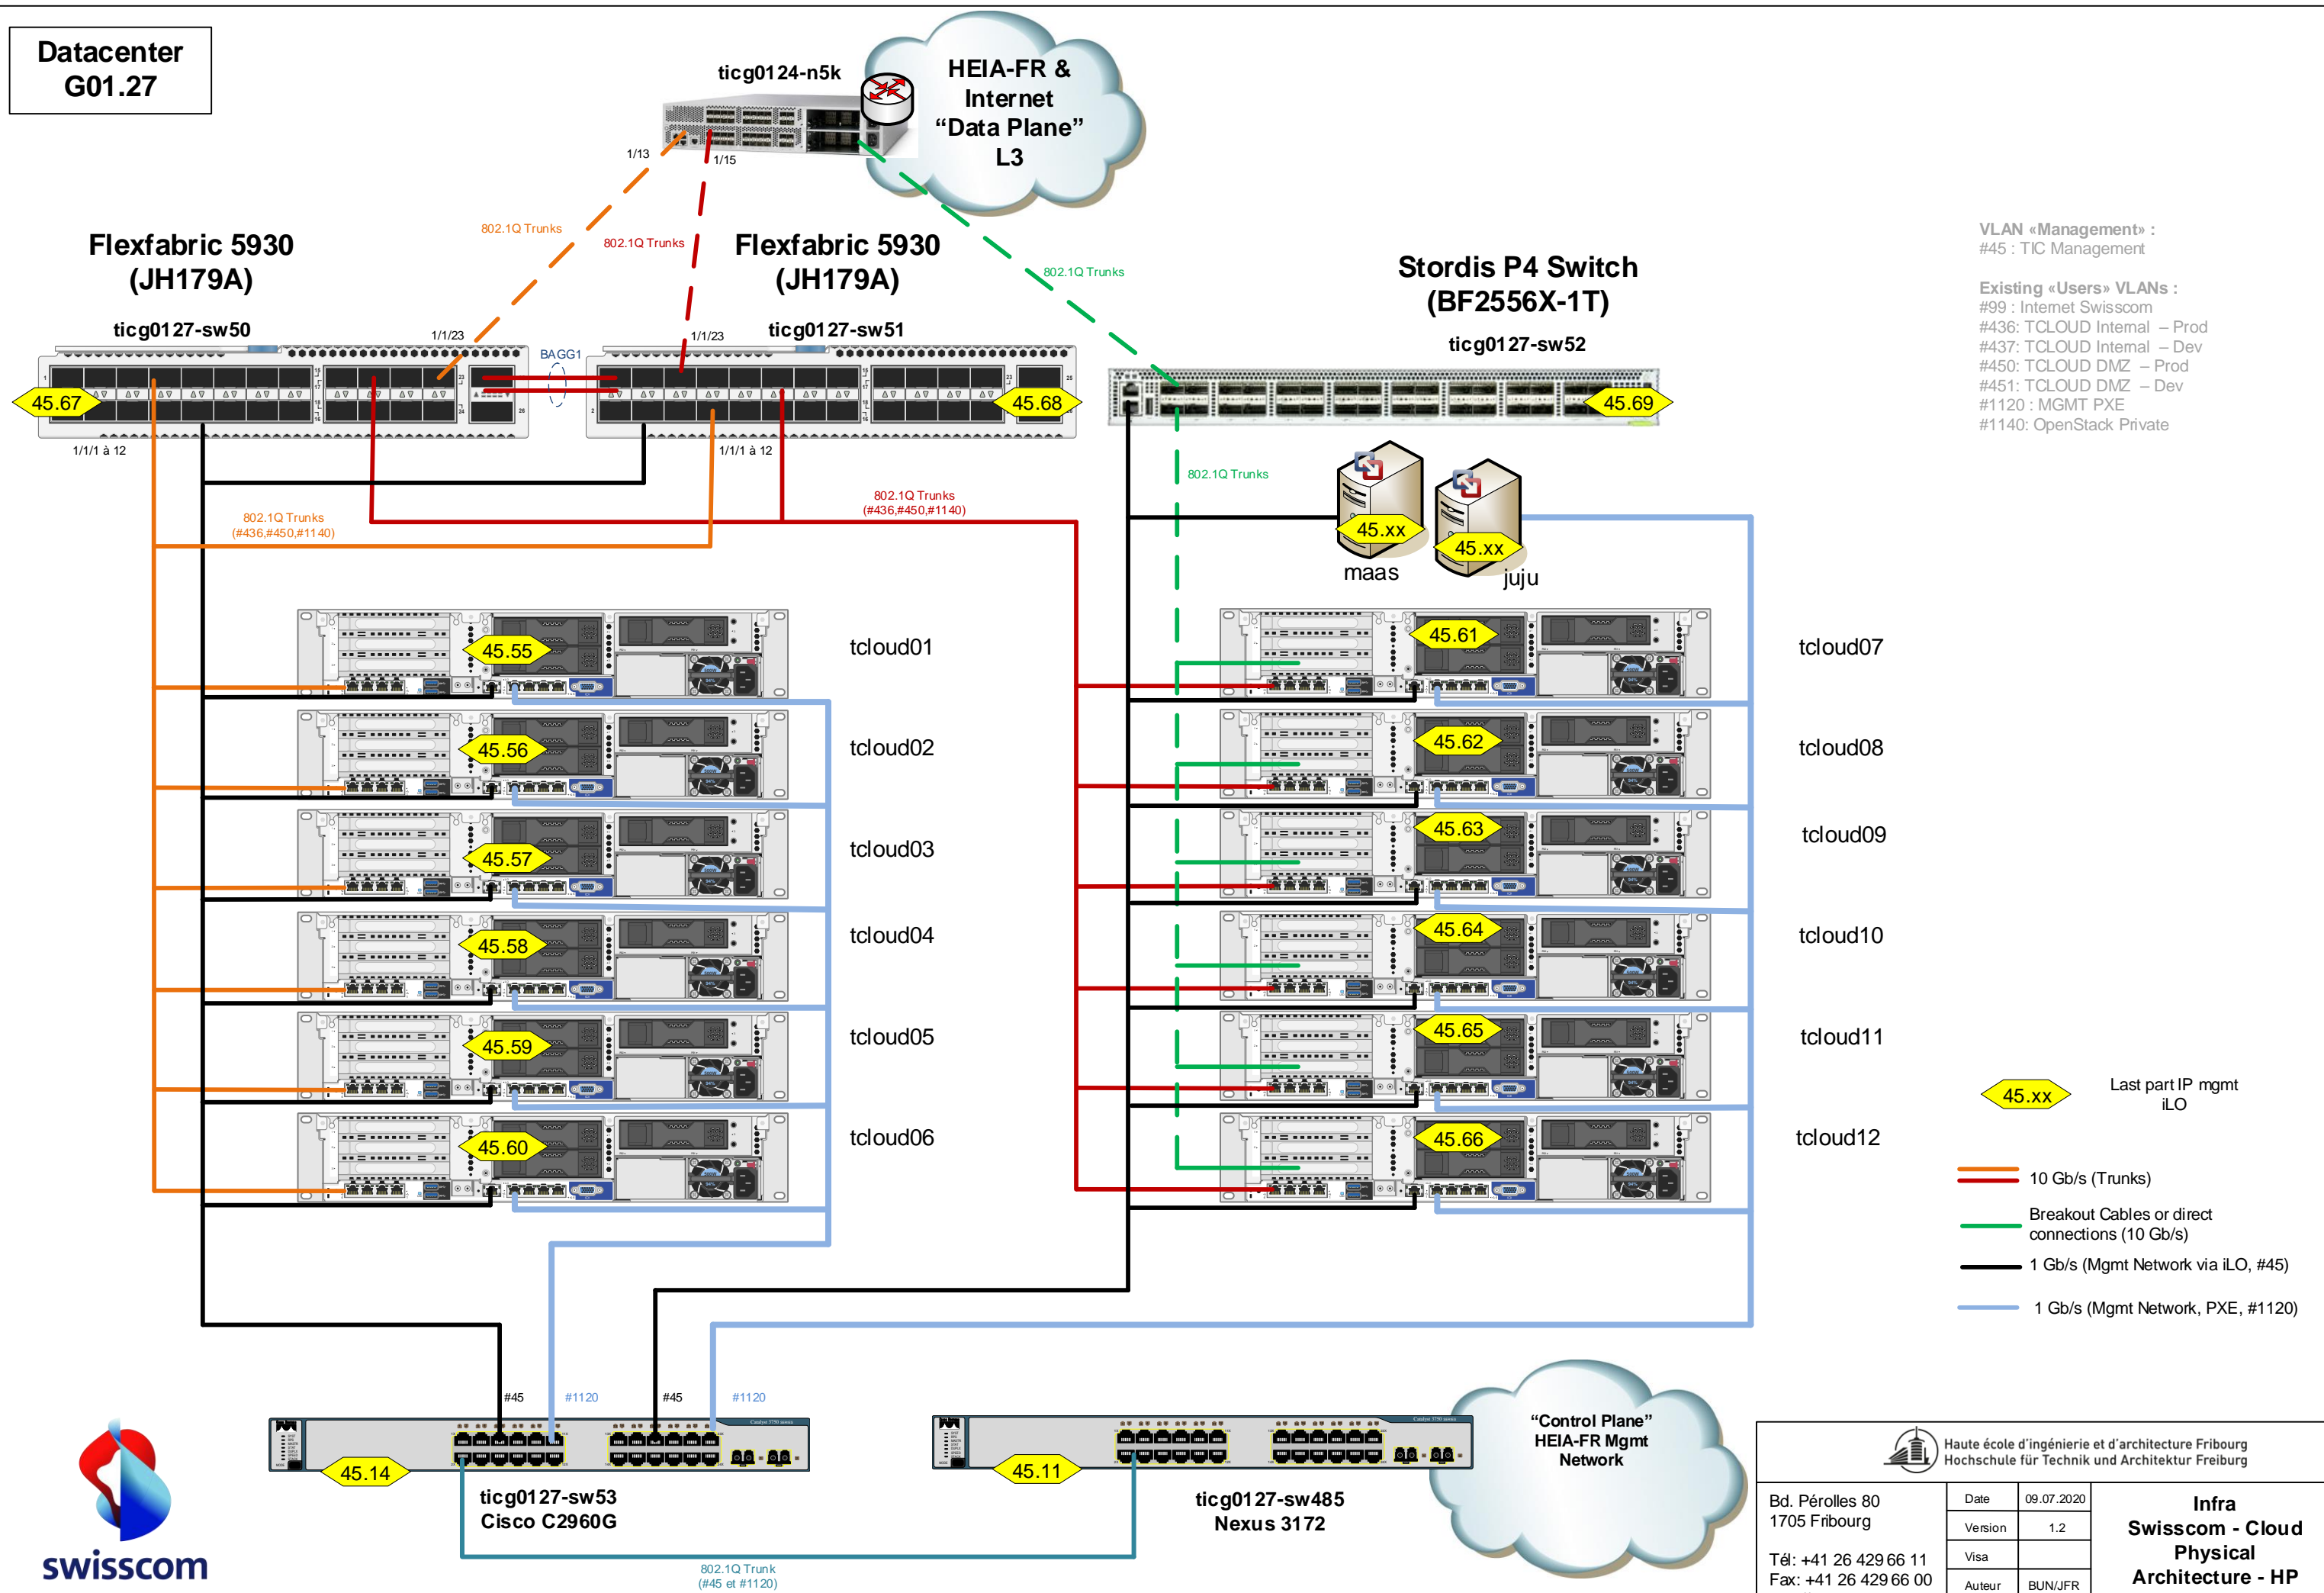 Datacenter
G01.27
ticg0124-n5k
HEIA-FR &
Internet
“Data Plane”
L3
1/13
1/15
802.1Q Trunks
802.1Q Trunks
802.1Q Trunks
Flexfabric 5930
(JH179A)
ticg0127-sw50
1/1/23
45.67
1/1/1 à 12
BAGG1
Flexfabric 5930
(JH179A)
ticg0127-sw51
1/1/23
45.68
1/1/1 à 12
Stordis P4 Switch
(BF2556X-1T)
ticg0127-sw52
45.69
VLAN «Management» :
#45 : TIC Management
Existing «Users» VLANs :
#99 : Internet Swisscom
#436: TCLOUD Internal – Prod
#437: TCLOUD Internal – Dev
#450: TCLOUD DMZ – Prod
#451: TCLOUD DMZ – Dev
#1120 : MGMT PXE
#1140: OpenStack Private
802.1Q Trunks
(#436,#450,#1140)
802.1Q Trunks
(#436,#450,#1140)
802.1Q Trunks
45.xx
maas
45.xx
juju
45.55
tcloud01
45.56
tcloud02
45.57
tcloud03
45.58
tcloud04
45.59
tcloud05
45.60
tcloud06
45.61
tcloud07
45.62
tcloud08
45.63
tcloud09
45.64
tcloud10
45.65
tcloud11
45.66
tcloud12
45.xx
Last part IP mgmt
iLO
10 Gb/s (Trunks)
Breakout Cables or direct
connections (10 Gb/s)
1 Gb/s (Mgmt Network via iLO, #45)
1 Gb/s (Mgmt Network, PXE, #1120)
#45
#1120
#45
#1120
45.14
ticg0127-sw53
Cisco C2960G
45.11
ticg0127-sw485
Nexus 3172
“Control Plane”
HEIA-FR Mgmt
Network
802.1Q Trunk
(#45 et #1120)
swisscom
Haute école d'ingénierie et d'architecture Fribourg
Hochschule für Technik und Architektur Freiburg
Bd. Pérolles 80
1705 Fribourg
Tél: +41 26 429 66 11
Fax: +41 26 429 66 00
Date 09.07.2020
Version 1.2
Visa
Auteur BUN/JFR
Infra
Swisscom - Cloud
Physical
Architecture - HP